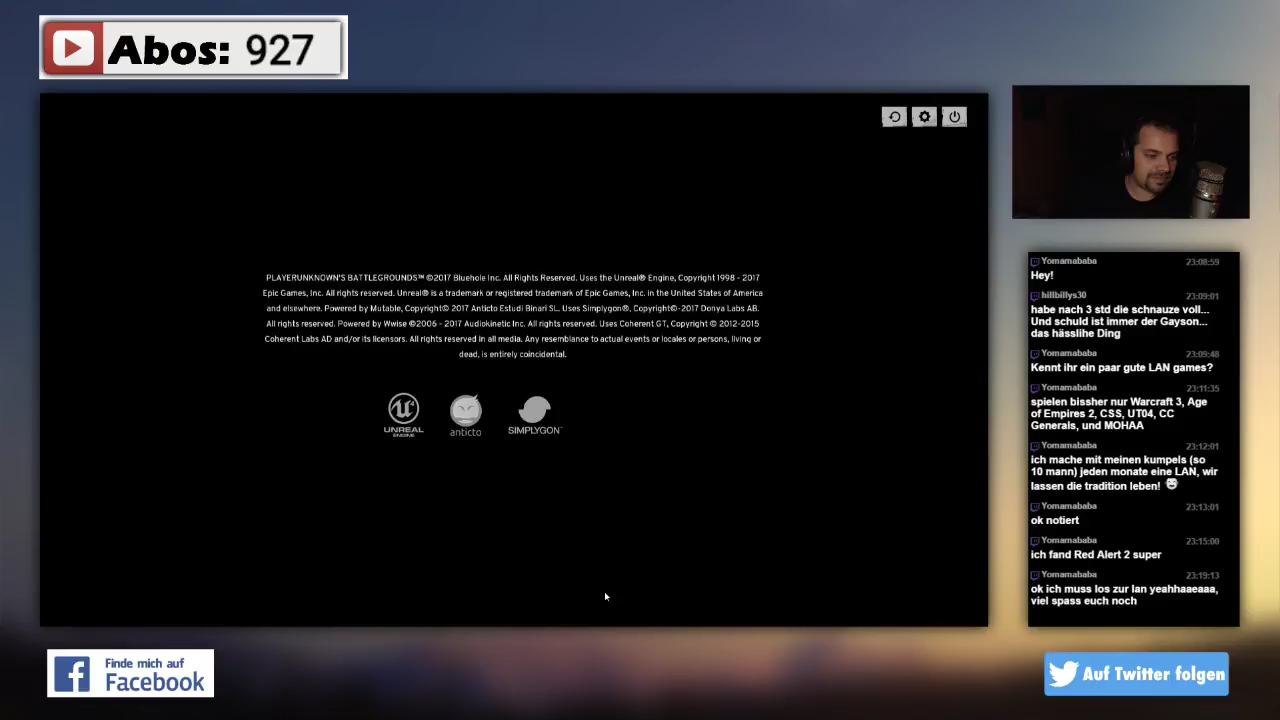 Abos: 927
PLAYERUNKNOWN'S BATTLEGROUNDS™ ©2017 Bluehole Inc. All Rights Reserved. Uses the Unreal® Engine, Copyright 1998 - 2017
Epic Games, Inc. All rights reserved. Unreal® is a trademark or registered trademark of Epic Games, Inc. in the United States of America
and elsewhere. Powered by Mutable, Copyright© 2017 Anticto Estudi Binari SL. Uses Simplygon®, Copyright©-2017 Donya Labs AB.
All rights reserved. Powered by Wwise ©2006 - 2017 Audiokinetic Inc. All rights reserved. Uses Coherent GT, Copyright © 2012-2015
Coherent Labs AD and/or its licensors. All rights reserved in all media. Any resemblance to actual events or locales or persons, living or
dead, is entirely coincidental.
UNREAL
ENGINE
anticto
SIMPLYGON
Yomamababa 23:08:59
Hey!
hillbillys30 23:09:01
habe nach 3 std die schnauze voll...
Und schuld ist immer der Gayson...
das hässlihe Ding
Yomamababa 23:09:48
Kennt ihr ein paar gute LAN games?
Yomamababa 23:11:35
spielen bissher nur Warcraft 3, Age
of Empires 2, CSS, UT04, CC
Generals, und MOHAA
Yomamababa 23:12:01
ich mache mit meinen kumpels (so
10 mann) jeden monate eine LAN, wir
lassen die tradition leben!
Yomamababa 23:13:01
ok notiert
Yomamababa 23:15:00
ich fand Red Alert 2 super
Yomamababa 23:19:13
ok ich muss los zur lan yeahhaaeaaa,
viel spass euch noch
Finde mich auf
Facebook
Auf Twitter folgen